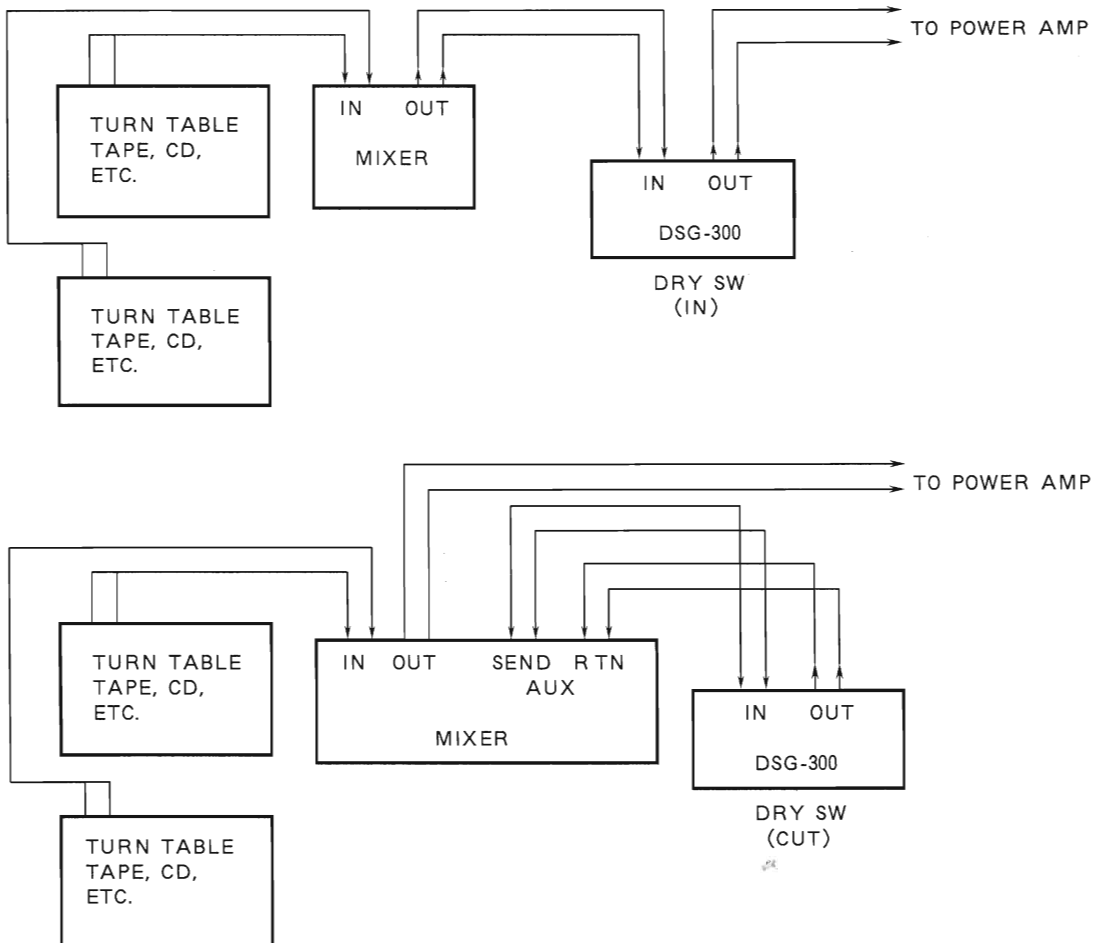 TO POWER AMP
TURN TABLE
TAPE, CD,
ETC.
IN OUT
MIXER
IN OUT
DSG-300
DRY SW
(IN)
TURN TABLE
TAPE, CD,
ETC.
TO POWER AMP
TURN TABLE
TAPE, CD,
ETC.
IN OUT SEND RTN
AUX
MIXER
IN OUT
DSG-300
DRY SW
(CUT)
TURN TABLE
TAPE, CD,
ETC.